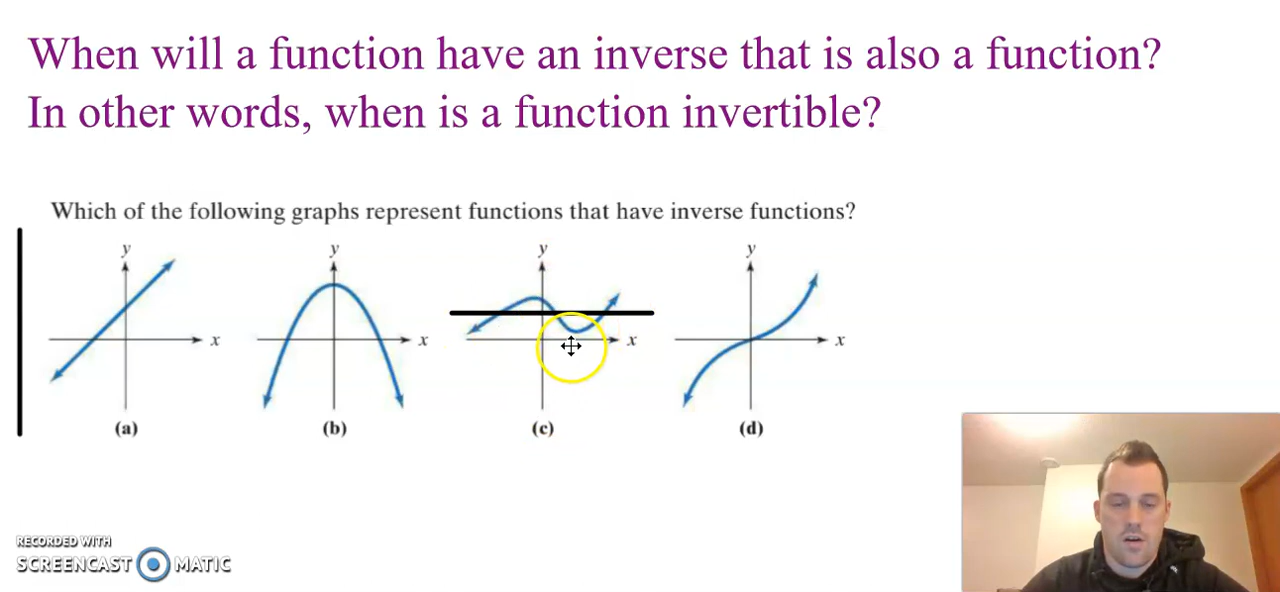 When will a function have an inverse that is also a function?
In other words, when is a function invertible?
Which of the following graphs represent functions that have inverse functions?
y y y y
x x x x
(a) (b) (c) (d)
RECORDED WITH
SCREENCAST MATIC